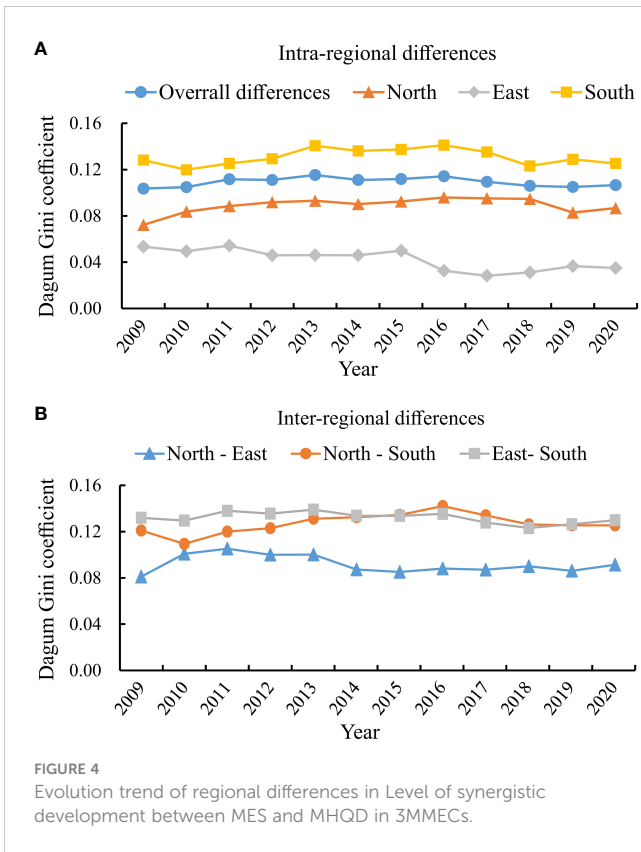 A
Intra-regional differences
Overrall differences North East South
Dagum Gini coefficient
0.16
0.12
0.08
0.04
0.00
2009 2010 2011 2012 2013 2014 2015 2016 2017 2018 2019 2020
Year
B
Inter-regional differences
North - East North - South East- South
Dagum Gini coefficient
0.16
0.12
0.08
0.04
0.00
2009 2010 2011 2012 2013 2014 2015 2016 2017 2018 2019 2020
Year
FIGURE 4
Evolution trend of regional differences in Level of synergistic
development between MES and MHQD in 3MMECs.